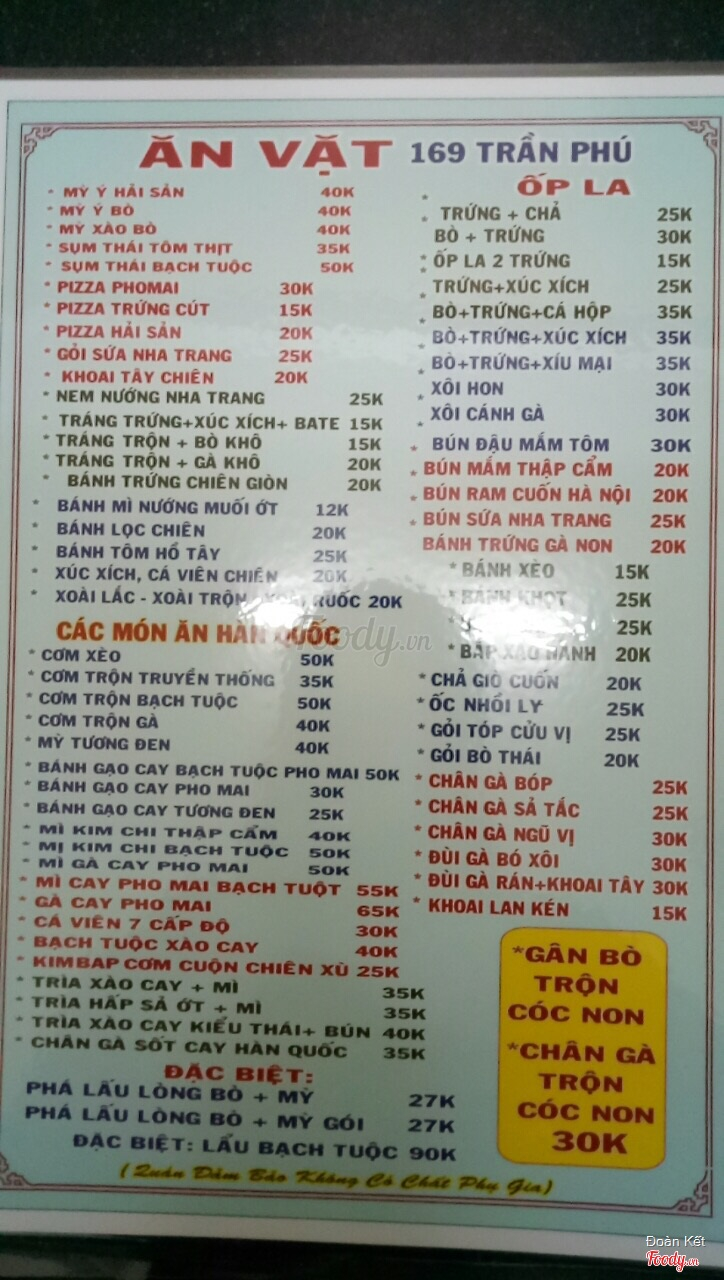 ĂN VẶT 169 TRẦN PHÚ
* MỲ Ý HẢI SẢN 40K
* MỲ Ý BÒ 40K
* MỲ XÀO BÒ 40K
* SỤM THÁI TÔM THỊT 35K
* SỤM THÁI BẠCH TUỘC 50K
* PIZZA PHOMAI 30K
* PIZZA TRỨNG CÚT 15K
* PIZZA HẢI SẢN 20K
* GỎI SỨA NHA TRANG 25K
* KHOAI TÂY CHIÊN 20K
* NEM NƯỚNG NHA TRANG 25K
* TRÁNG TRỨNG+XÚC XÍCH+ BATE 15K
* TRÁNG TRỘN + BÒ KHÔ 15K
* TRÁNG TRỘN + GÀ KHÔ 20K
* BÁNH TRỨNG CHIÊN GIÒN 20K
* BÁNH MÌ NƯỚNG MUỐI ỚT 12K
* BÁNH LỌC CHIÊN 20K
* BÁNH TÔM HỒ TÂY 25K
* XÚC XÍCH, CÁ VIÊN CHIÊN 20K
* XOÀI LẮC - XOÀI TRỘN RUỐC 20K
CÁC MÓN ĂN HÀN QUỐC
* CƠM XÈO 50K
* CƠM TRỘN TRUYỀN THỐNG 35K
* CƠM TRỘN BẠCH TUỘC 50K
* CƠM TRỘN GÀ 40K
* MỲ TƯƠNG ĐEN 40K
* BÁNH GẠO CAY BẠCH TUỘC PHO MAI 50K
* BÁNH GẠO CAY PHO MAI 30K
* BÁNH GẠO CAY TƯƠNG ĐEN 25K
* MÌ KIM CHI THẬP CẨM 40K
* MỊ KIM CHI BẠCH TUỘC 50K
* MÌ GÀ CAY PHO MAI 50K
* MÌ CAY PHO MAI BẠCH TUỘT 55K
* GÀ CAY PHO MAI 65K
* CÁ VIÊN 7 CẤP ĐỘ 30K
* BẠCH TUỘC XÀO CAY 40K
* KIMBAP CƠM CUỘN CHIÊN XÙ 25K
* TRÌA XÀO CAY + MÌ 35K
* TRÌA HẤP SẢ ỚT + MÌ 35K
* TRÌA XÀO CAY KIỂU THÁI+ BÚN 40K
* CHÂN GÀ SỐT CAY HÀN QUỐC 35K
ĐẶC BIỆT:
PHÁ LẤU LÒNG BÒ + MỲ 27K
PHÁ LẤU LÒNG BÒ + MỲ GÓI 27K
ĐẶC BIỆT: LẨU BẠCH TUỘC 90K
(Quán Đảm Bảo Không Có Chất Phụ Gia)
ỐP LA
* TRỨNG + CHẢ 25K
BÒ + TRỨNG 30K
* ỐP LA 2 TRỨNG 15K
* TRỨNG+XÚC XÍCH 25K
* BÒ+TRỨNG+CÁ HỘP 35K
* BÒ+TRỨNG+XÚC XÍCH 35K
* BÒ+TRỨNG+XÍU MẠI 35K
* XÔI HON 30K
* XÔI CÁNH GÀ 30K
* BÚN ĐẬU MẮM TÔM 30K
* BÚN MẮM THẬP CẨM 20K
* BÚN RAM CUỐN HÀ NỘI 20K
* BÚN SỨA NHA TRANG 25K
BÁNH TRỨNG GÀ NON 20K
* BÁNH XÈO 15K
* BÁNH KHỌT 25K
* 25K
* BẮP XÀO HÀNH 20K
* CHẢ GIÒ CUỐN 20K
* ỐC NHỒI LY 25K
* GỎI TÓP CỬU VỊ 25K
* GỎI BÒ THÁI 20K
* CHÂN GÀ BÓP 25K
* CHÂN GÀ SẢ TẮC 25K
* CHÂN GÀ NGŨ VỊ 30K
* ĐÙI GÀ BÓ XÔI 30K
* ĐÙI GÀ RÁN+KHOAI TÂY 30K
* KHOAI LAN KÉN 15K
*GÂN BÒ
TRỘN
CÓC NON
*CHÂN GÀ
TRỘN
CÓC NON
30K
Foody.vn
Đoàn Kết
Foody.vn